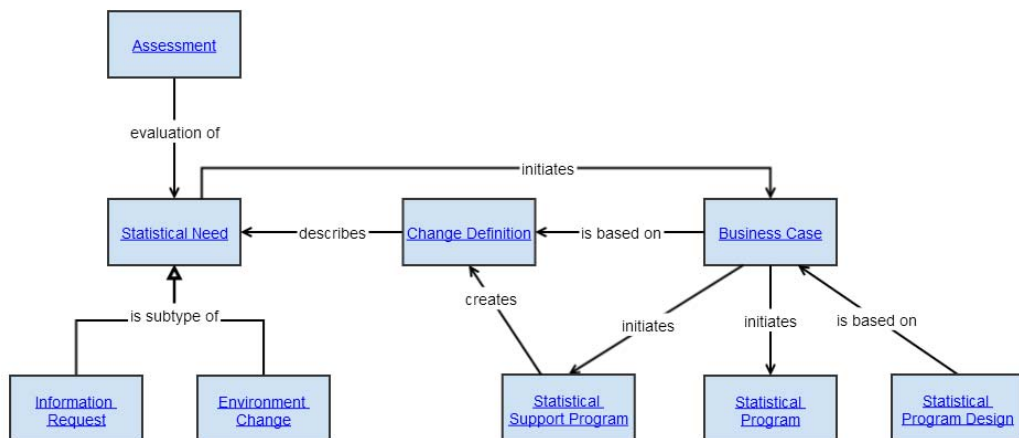 Assessment
evaluation of
initiates
Statistical Need
describes
Change Definition
is based on
Business Case
creates
is subtype of
initiates
initiates
is based on
Information
Request
Environment
Change
Statistical
Support Program
Statistical
Program
Statistical
Program Design